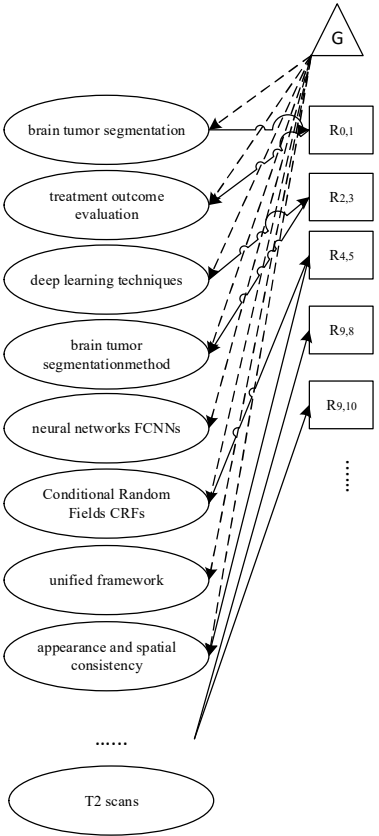 G
brain tumor segmentation
R0,1
treatment outcome
evaluation
R2,3
deep learning techniques
R4,5
brain tumor
segmentationmethod
R9,8
neural networks FCNNs
R9,10
Conditional Random
Fields CRFs
......
unified framework
appearance and spatial
consistency
......
T2 scans